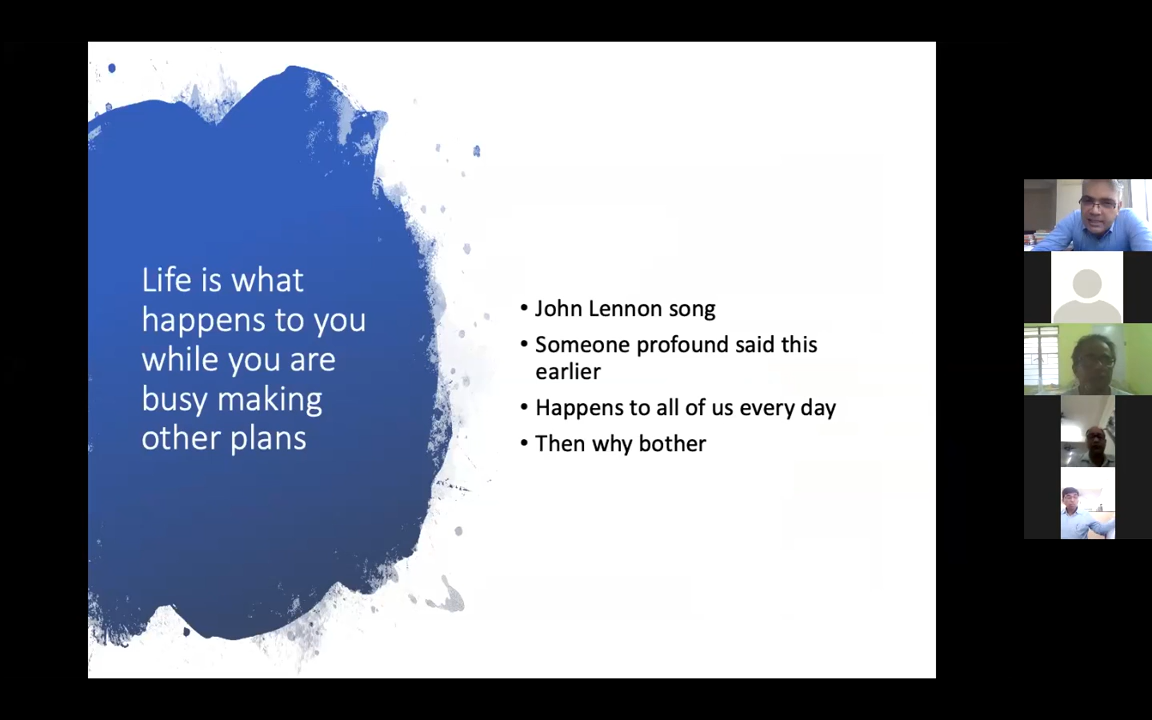 Life is what
happens to you
while you are
busy making
other plans
• John Lennon song
• Someone profound said this
earlier
• Happens to all of us every day
• Then why bother